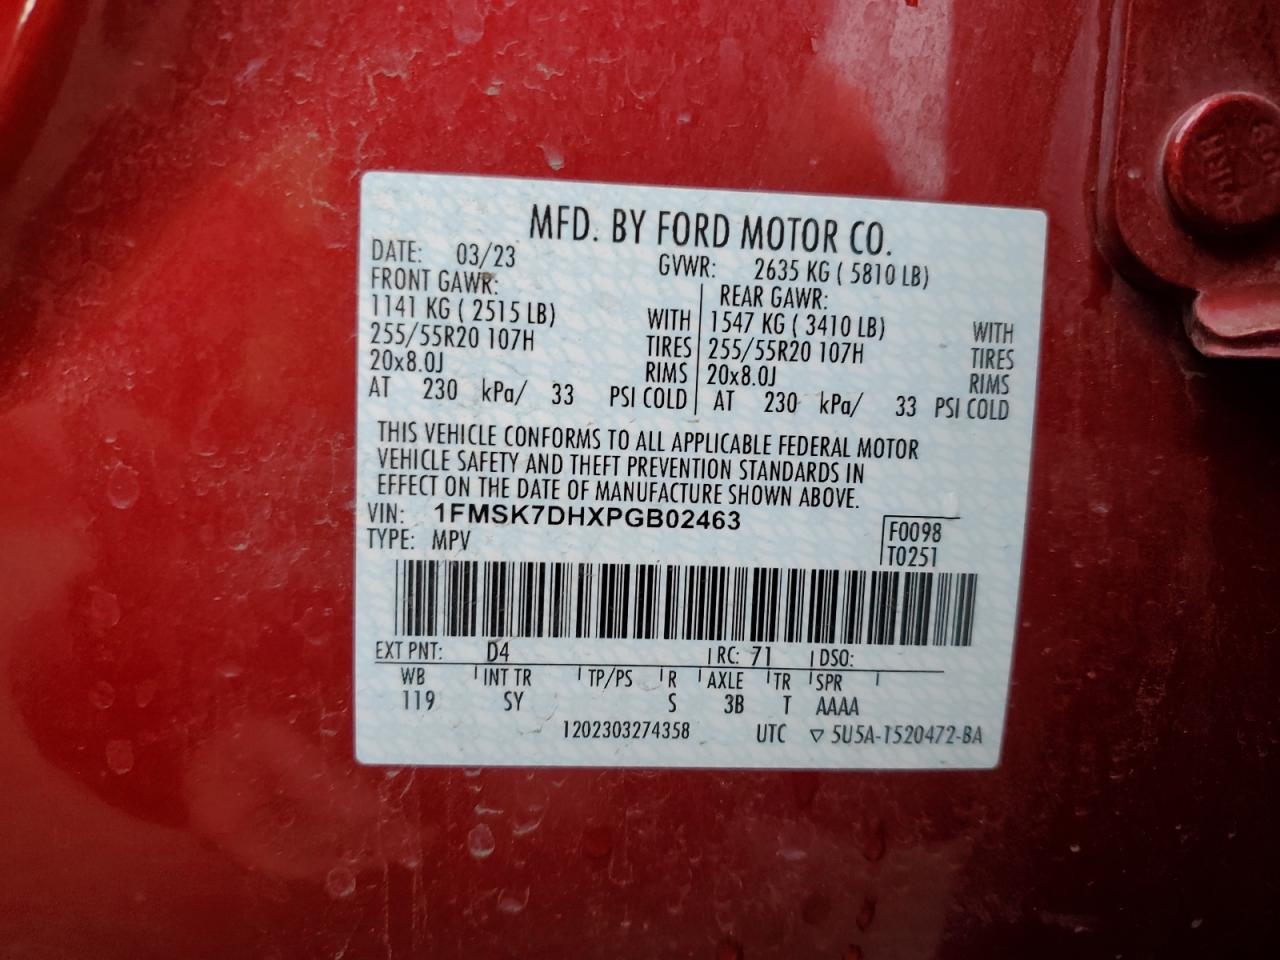 MFD. BY FORD MOTOR CO.
DATE: 03/23 GVWR: 2635 KG ( 5810 LB)
FRONT GAWR: REAR GAWR:
1141 KG ( 2515 LB) WITH 1547 KG ( 3410 LB) WITH
255/55R20 107H TIRES 255/55R20 107H TIRES
20x8.0J RIMS 20x8.0J RIMS
AT 230 kPa/ 33 PSI COLD AT 230 kPa/ 33 PSI COLD
THIS VEHICLE CONFORMS TO ALL APPLICABLE FEDERAL MOTOR
VEHICLE SAFETY AND THEFT PREVENTION STANDARDS IN
EFFECT ON THE DATE OF MANUFACTURE SHOWN ABOVE.
VIN: 1FMSK7DHXPGB02463 F0098
TYPE: MPV T0251
EXT PNT: D4 RC: 71 DSO:
WB INT TR TP/PS R AXLE TR SPR
119 SY S 3B T AAAA
1202303274358 UTC ▽ 5U5A-1520472-BA